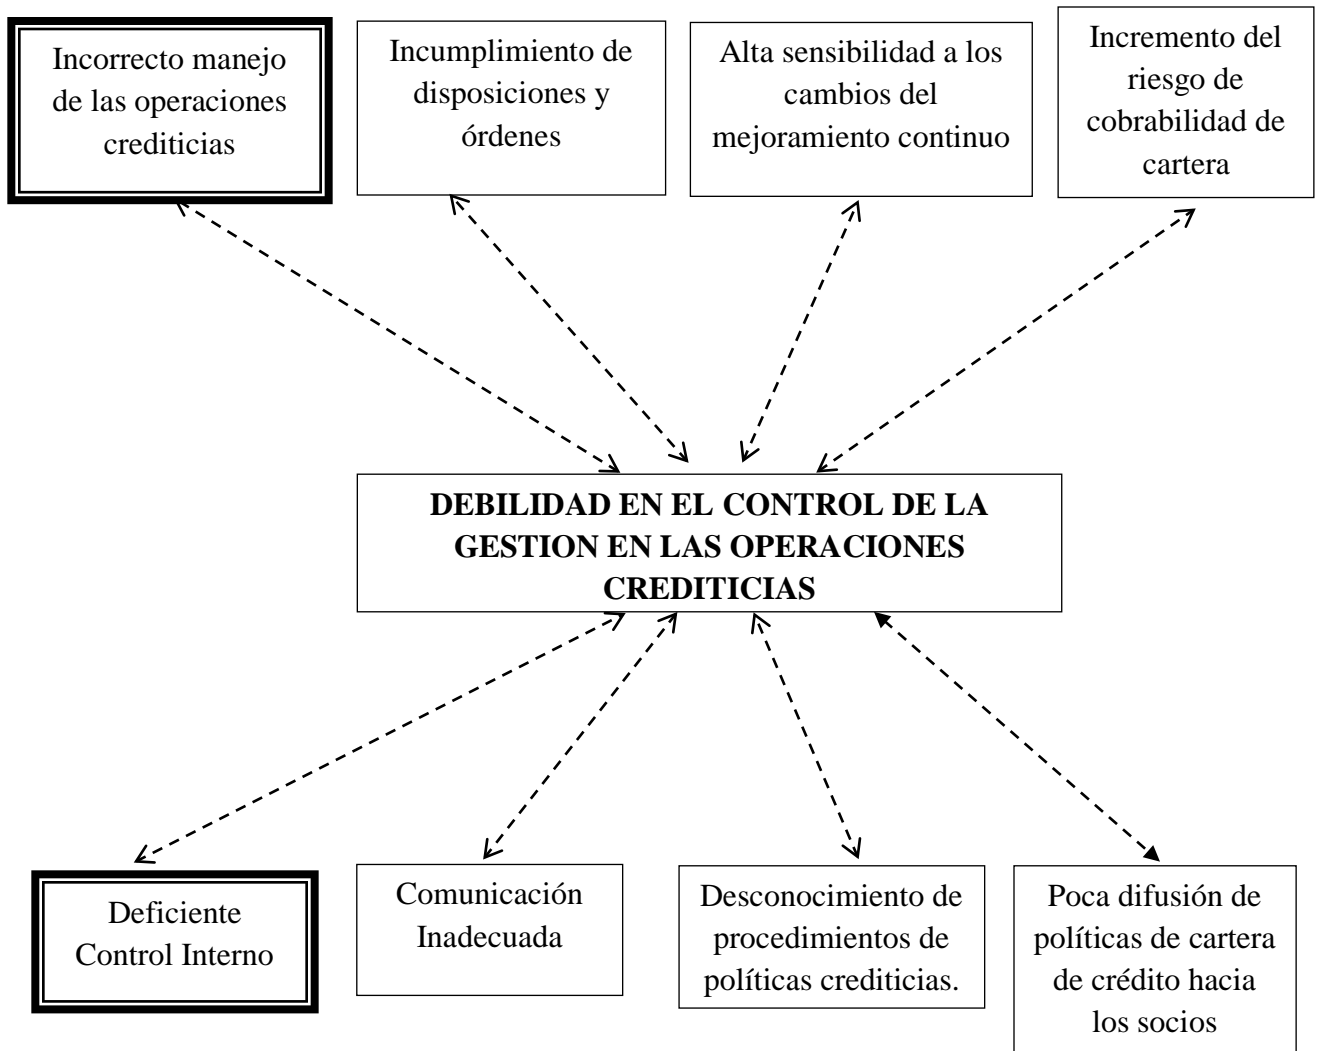 Incorrecto manejo
de las operaciones
crediticias
Incumplimiento de
disposiciones y
órdenes
Alta sensibilidad a los
cambios del
mejoramiento continuo
Incremento del
riesgo de
cobrabilidad de
cartera
DEBILIDAD EN EL CONTROL DE LA
GESTION EN LAS OPERACIONES
CREDITICIAS
Deficiente
Control Interno
Comunicación
Inadecuada
Desconocimiento de
procedimientos de
políticas crediticias.
Poca difusión de
políticas de cartera
de crédito hacia
los socios